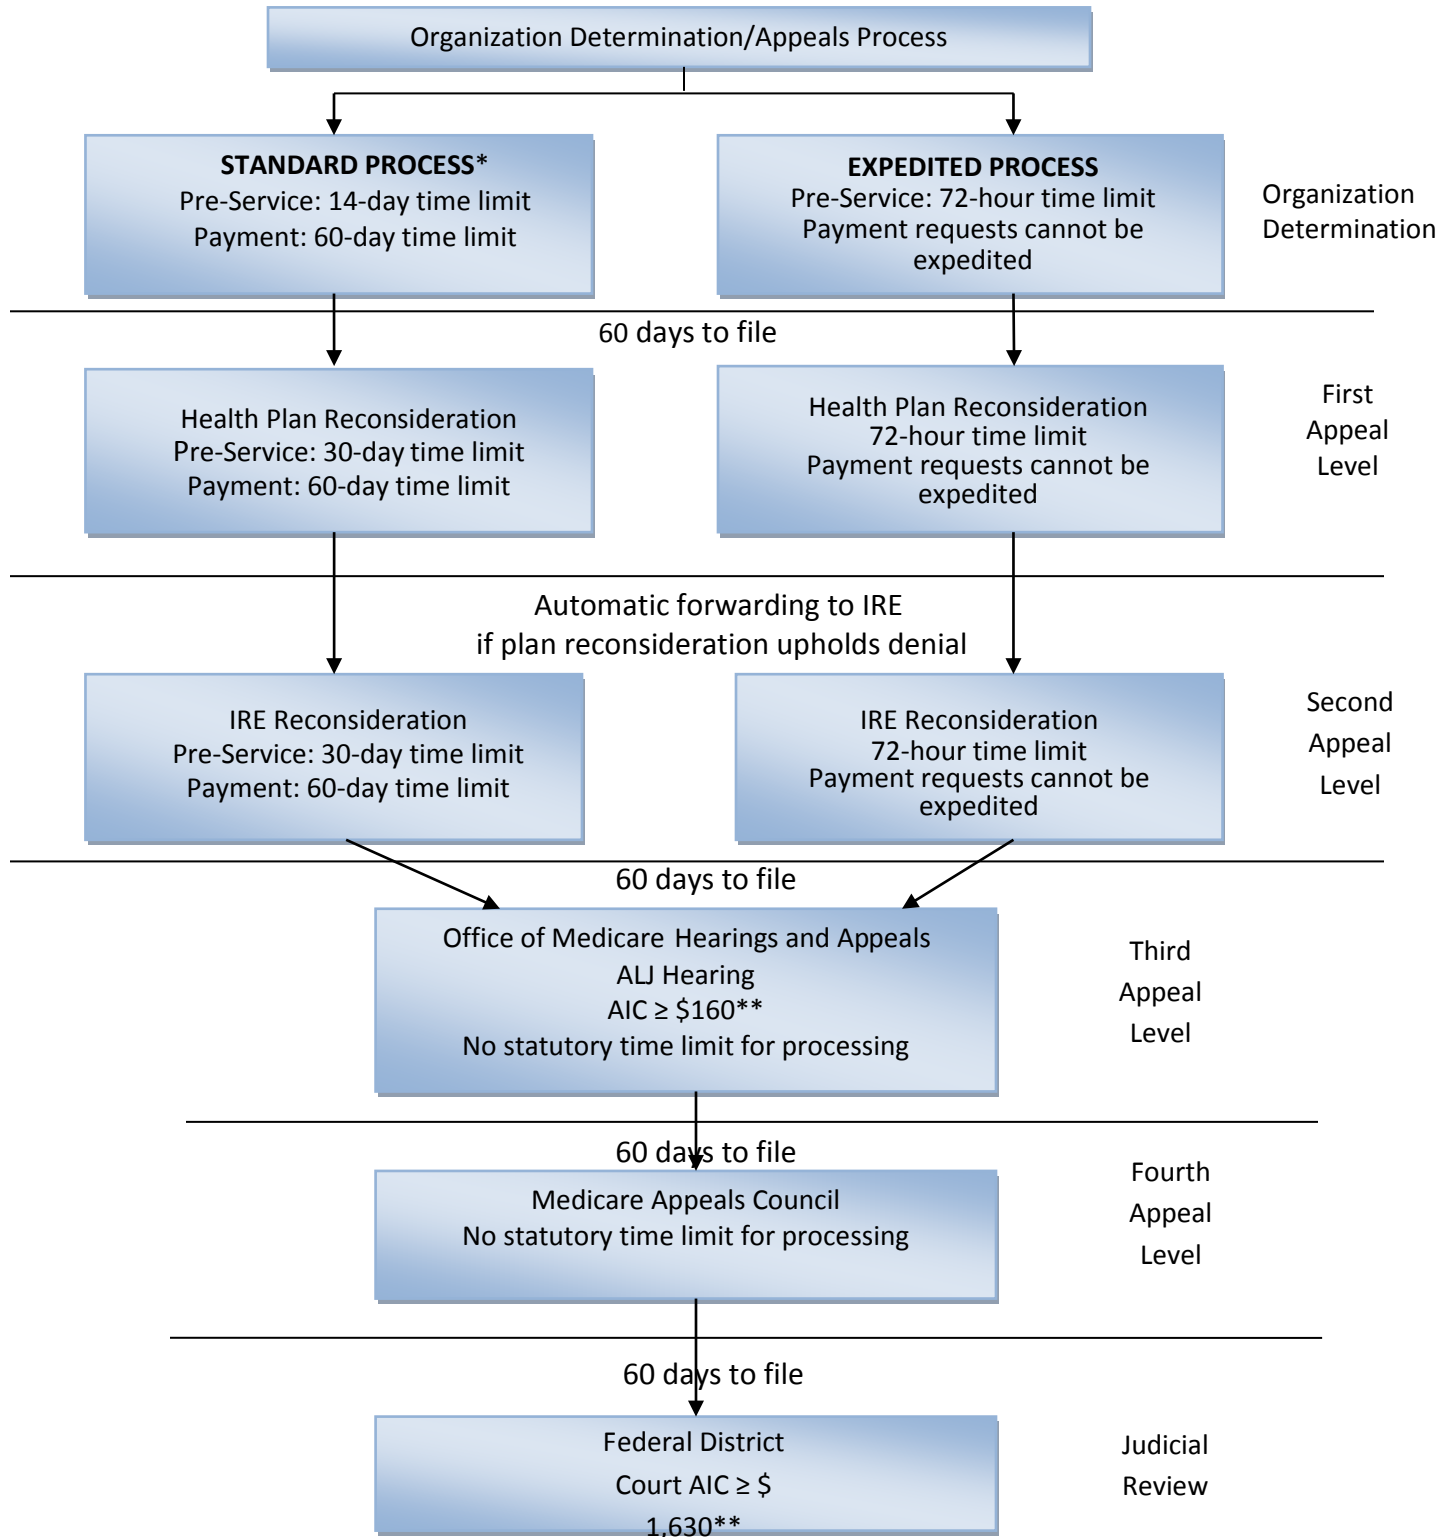 Organization Determination/Appeals Process
STANDARD PROCESS*
Pre-Service: 14-day time limit
Payment: 60-day time limit
EXPEDITED PROCESS
Pre-Service: 72-hour time limit
Payment requests cannot be
expedited
Organization
Determination
60 days to file
Health Plan Reconsideration
Pre-Service: 30-day time limit
Payment: 60-day time limit
Health Plan Reconsideration
72-hour time limit
Payment requests cannot be
expedited
First
Appeal
Level
Automatic forwarding to IRE
if plan reconsideration upholds denial
IRE Reconsideration
Pre-Service: 30-day time limit
Payment: 60-day time limit
IRE Reconsideration
72-hour time limit
Payment requests cannot be
expedited
Second
Appeal
Level
60 days to file
Office of Medicare Hearings and Appeals
ALJ Hearing
AIC ≥ $160**
No statutory time limit for processing
Third
Appeal
Level
60 days to file
Medicare Appeals Council
No statutory time limit for processing
Fourth
Appeal
Level
60 days to file
Federal District
Court AIC ≥ $
1,630**
Judicial
Review